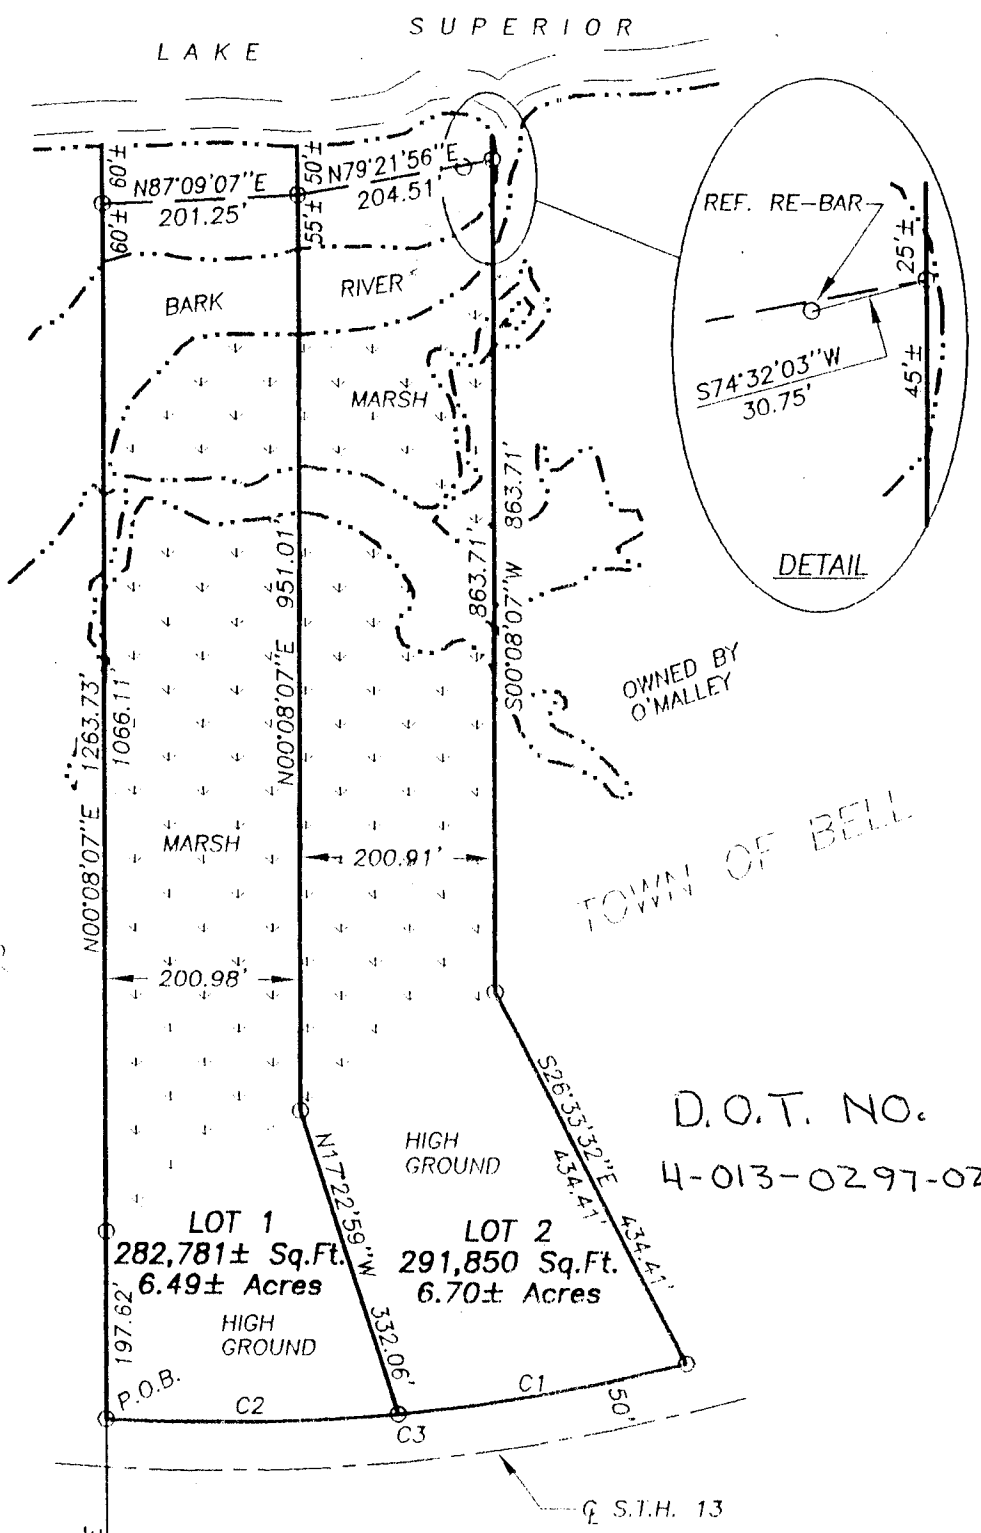 LAKE SUPERIOR
60'±
N87°09'07"E
201.25'
50'±
N79°21'56"E
204.51'
60'±
55'±
BARK
RIVER
MARSH
REF. RE-BAR
25'±
S74°32'03"W
30.75'
45'±
DETAIL
863.71'
863.71'
S00°08'07"W
N00°08'07"E 951.01'
OWNED BY
O'MALLEY
N00°08'07"E 1263.73'
1066.11'
MARSH
200.91'
TOWN OF BELL
200.98'
S26°33'32"E
434.41'
434.41'
D.O.T. NO.
4-013-0297-02
HIGH
GROUND
N17°22'59"W 332.06'
LOT 1
282,781± Sq.Ft.
6.49± Acres
LOT 2
291,850 Sq.Ft.
6.70± Acres
HIGH
GROUND
197.62'
P.O.B.
C2
C1
50'
C3
℄ S.T.H. 13